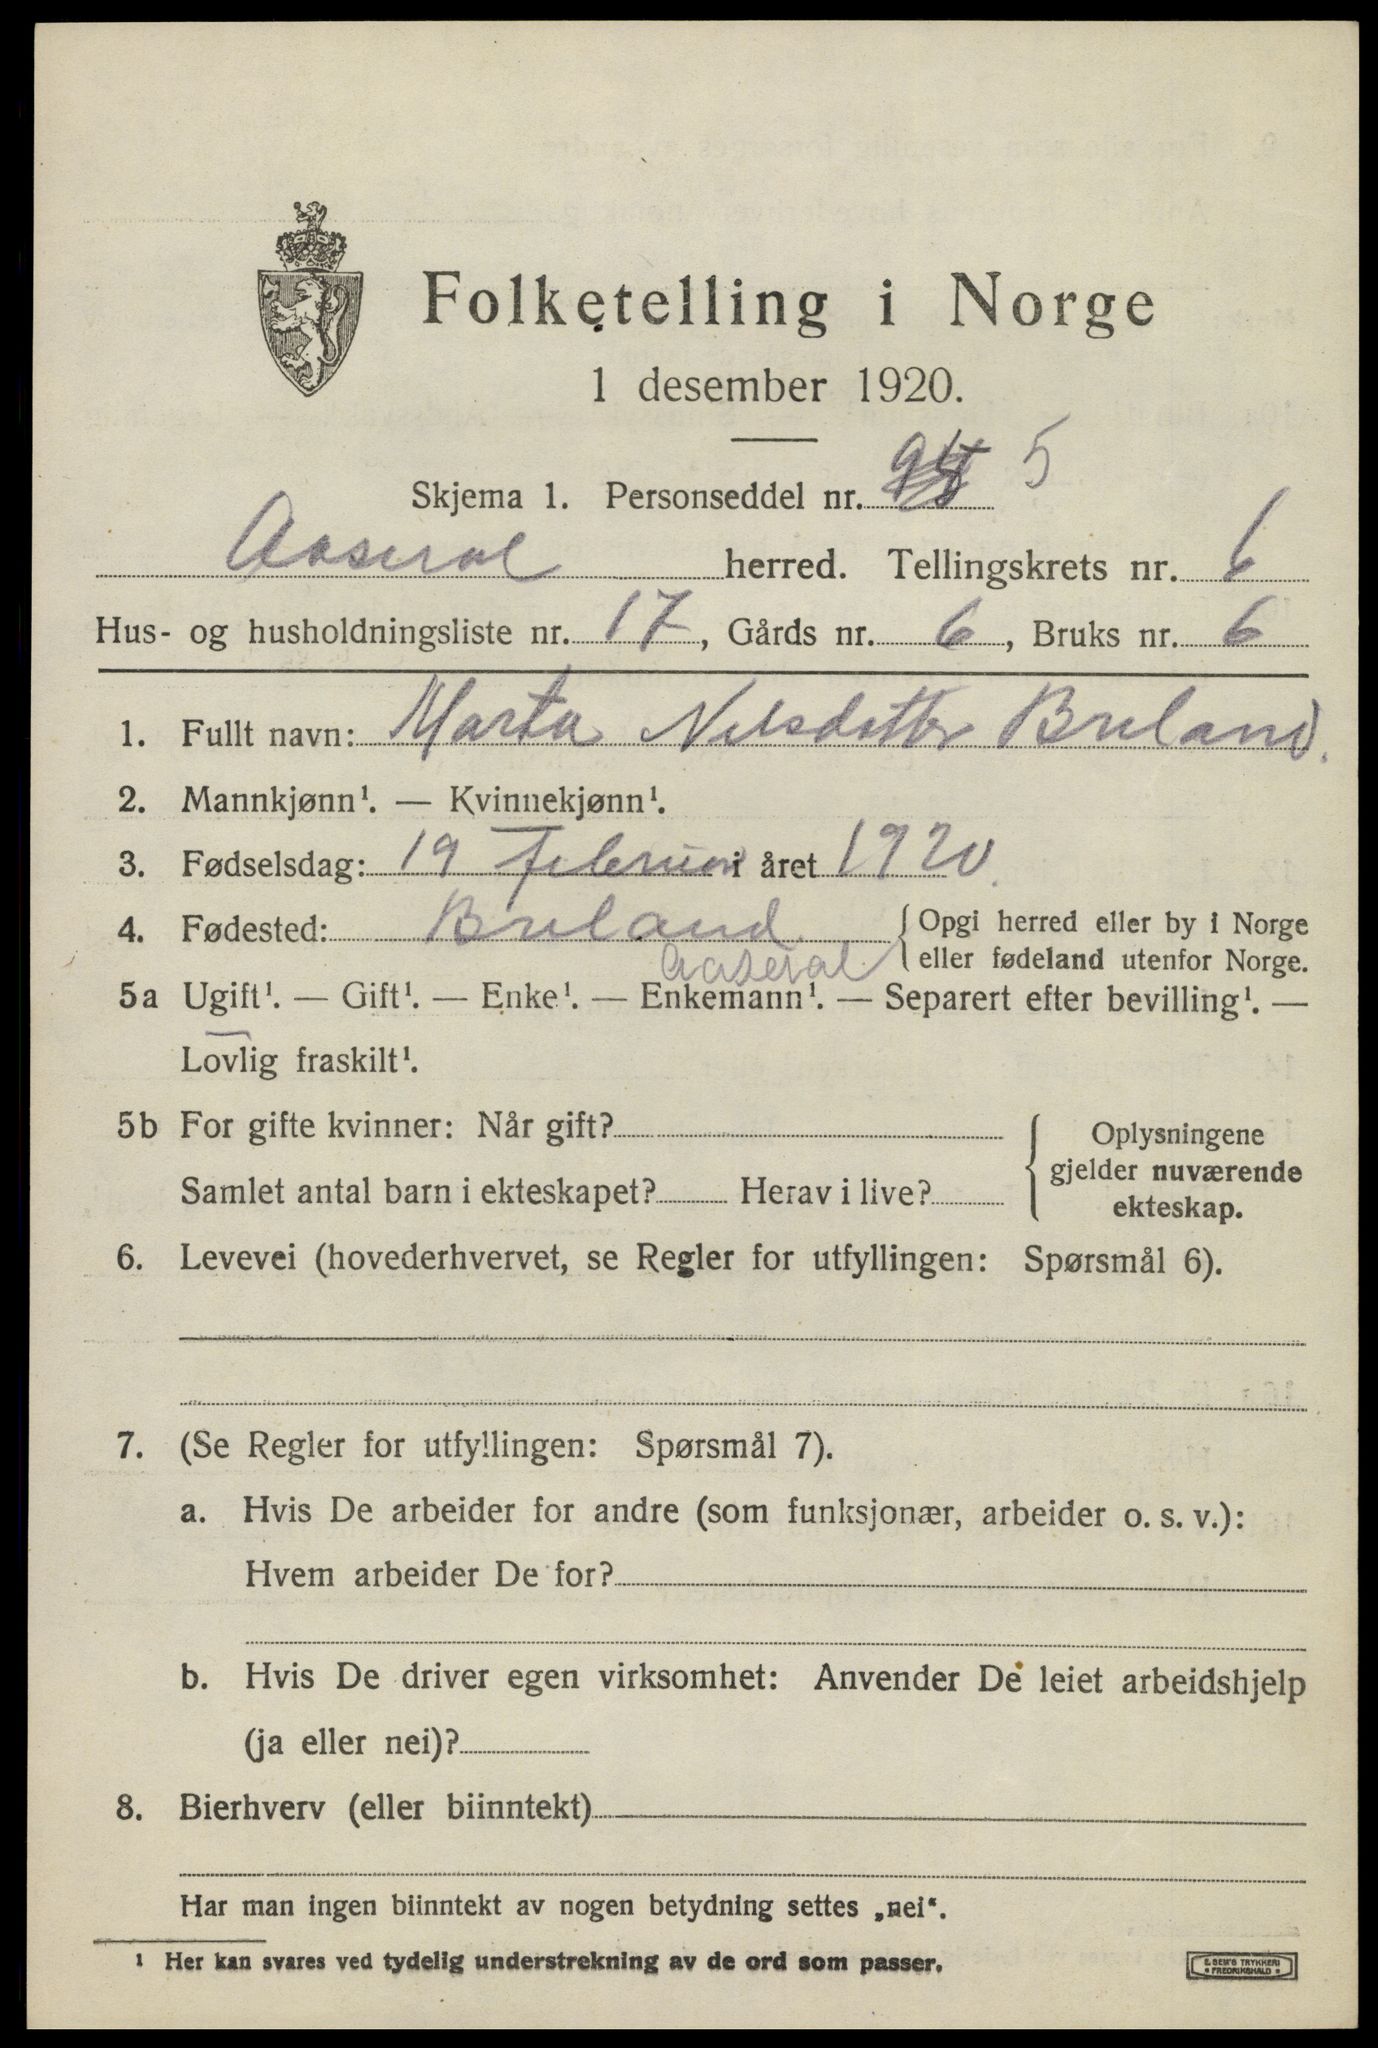 Folketelling i Norge
1 desember 1920.
Skjema 1. Personseddel nr. 5
Aaseral herred. Tellingskrets nr. 6
Hus- og husholdningsliste nr. 17, Gårds nr. 6, Bruks nr. 6
1. Fullt navn: Marta Nilsdotter Breland.
2. Mannkjønn¹. — Kvinnekjønn¹.
3. Fødselsdag: 19 Februar i året 1920.
4. Fødested: Breland { Opgi herred eller by i Norge
Aaseral eller fødeland utenfor Norge.
5a Ugift¹. — Gift¹. — Enke¹. — Enkemann¹. — Separert efter bevilling¹. —
Lovlig fraskilt¹.
5b For gifte kvinner: Når gift? { Oplysningene
gjelder nuværende
Samlet antal barn i ekteskapet? Herav i live? ekteskap.
6. Levevei (hovederhvervet, se Regler for utfyllingen: Spørsmål 6).
7. (Se Regler for utfyllingen: Spørsmål 7).
a. Hvis De arbeider for andre (som funksjonær, arbeider o. s. v.):
Hvem arbeider De for?
b. Hvis De driver egen virksomhet: Anvender De leiet arbeidshjelp
(ja eller nei)?
8. Bierhverv (eller biinntekt)
Har man ingen biinntekt av nogen betydning settes „nei“.
¹ Her kan svares ved tydelig understrekning av de ord som passer.
E. SEM'S TRYKKERI
• FREDRIKSHALD •